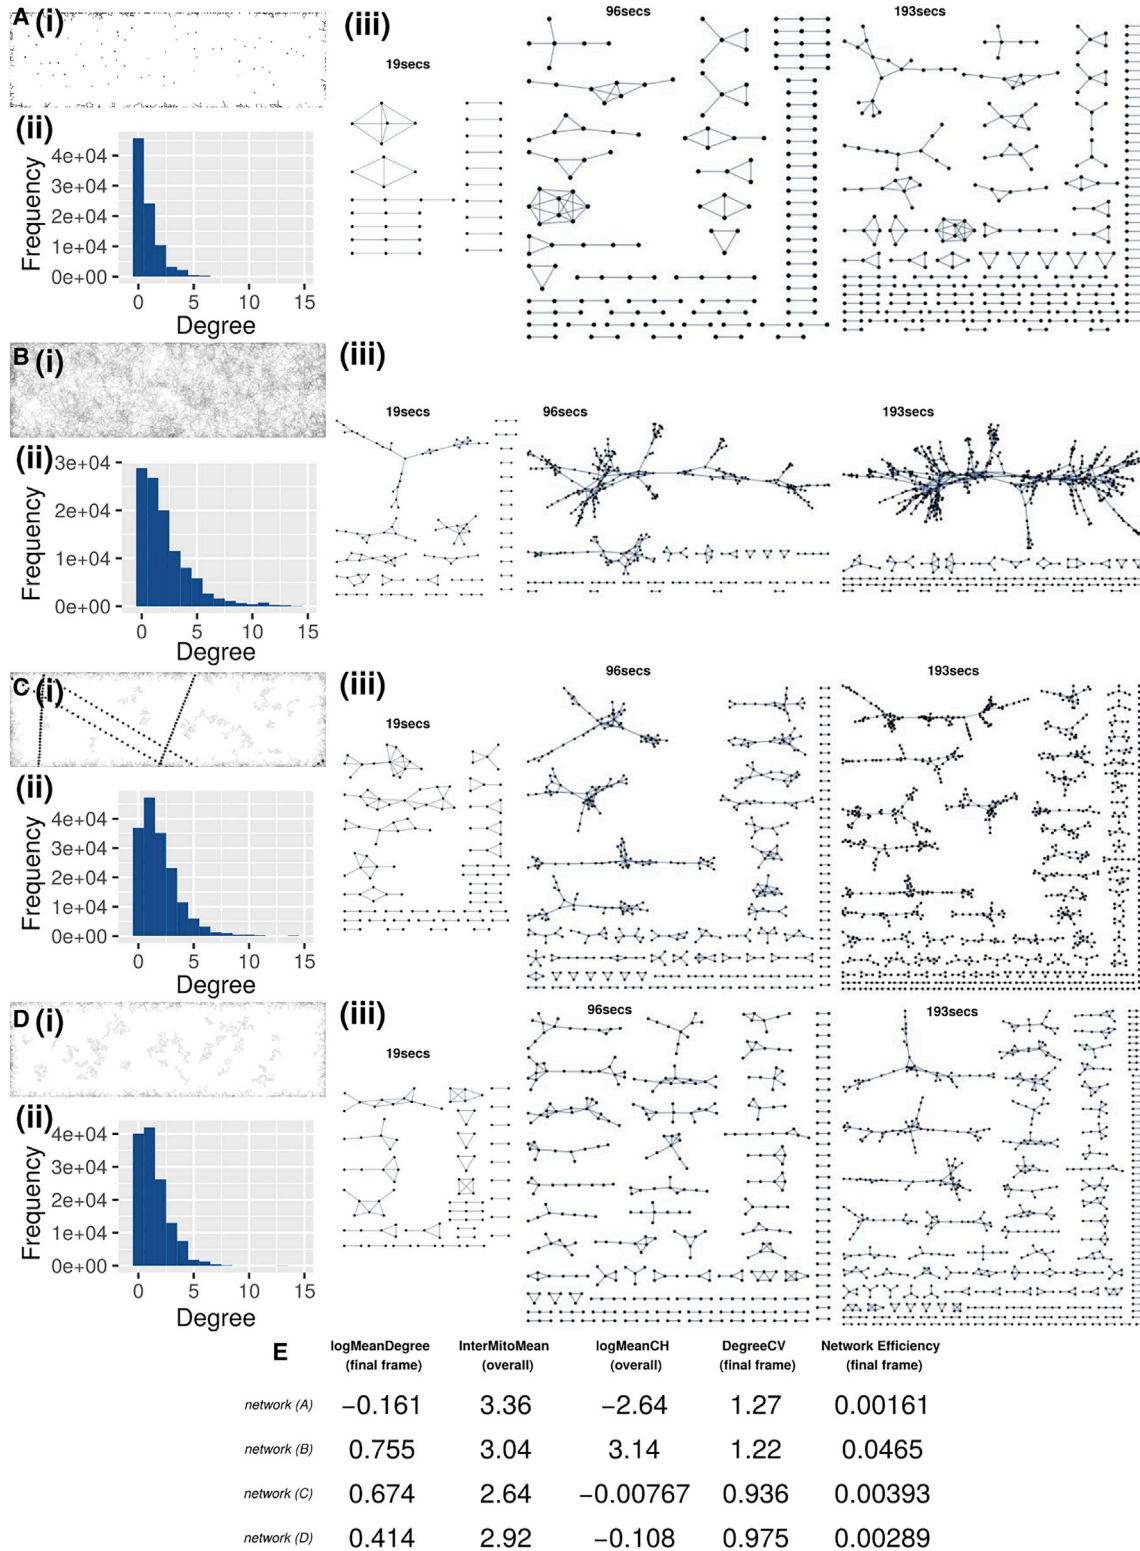 A (i)
(iii)
96secs
193secs
19secs
(ii)
4e+04
3e+04
2e+04
1e+04
0e+00
Frequency
0 5 10 15
Degree
B (i)
(iii)
19secs
96secs
193secs
(ii)
3e+04
2e+04
1e+04
0e+00
Frequency
0 5 10 15
Degree
C (i)
(iii)
96secs
193secs
19secs
(ii)
4e+04
3e+04
2e+04
1e+04
0e+00
Frequency
0 5 10 15
Degree
D (i)
(iii)
96secs
193secs
19secs
(ii)
4e+04
3e+04
2e+04
1e+04
0e+00
Frequency
0 5 10 15
Degree
E
logMeanDegree InterMitoMean logMeanCH DegreeCV Network Efficiency
(final frame) (overall) (overall) (final frame) (final frame)
network (A) −0.161 3.36 −2.64 1.27 0.00161
network (B) 0.755 3.04 3.14 1.22 0.0465
network (C) 0.674 2.64 −0.00767 0.936 0.00393
network (D) 0.414 2.92 −0.108 0.975 0.00289